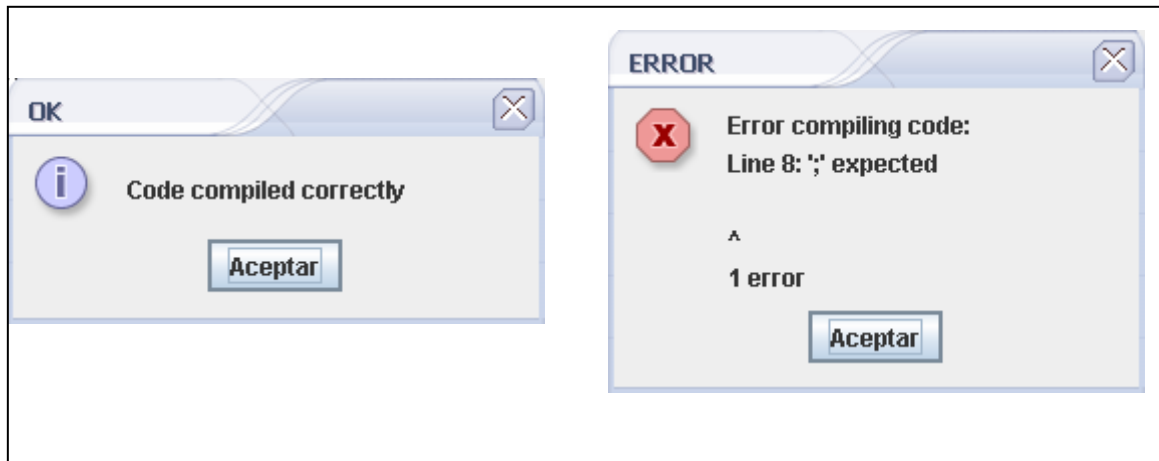 OK
Code compiled correctly
Aceptar
ERROR
Error compiling code:
Line 8: ';' expected
^
1 error
Aceptar